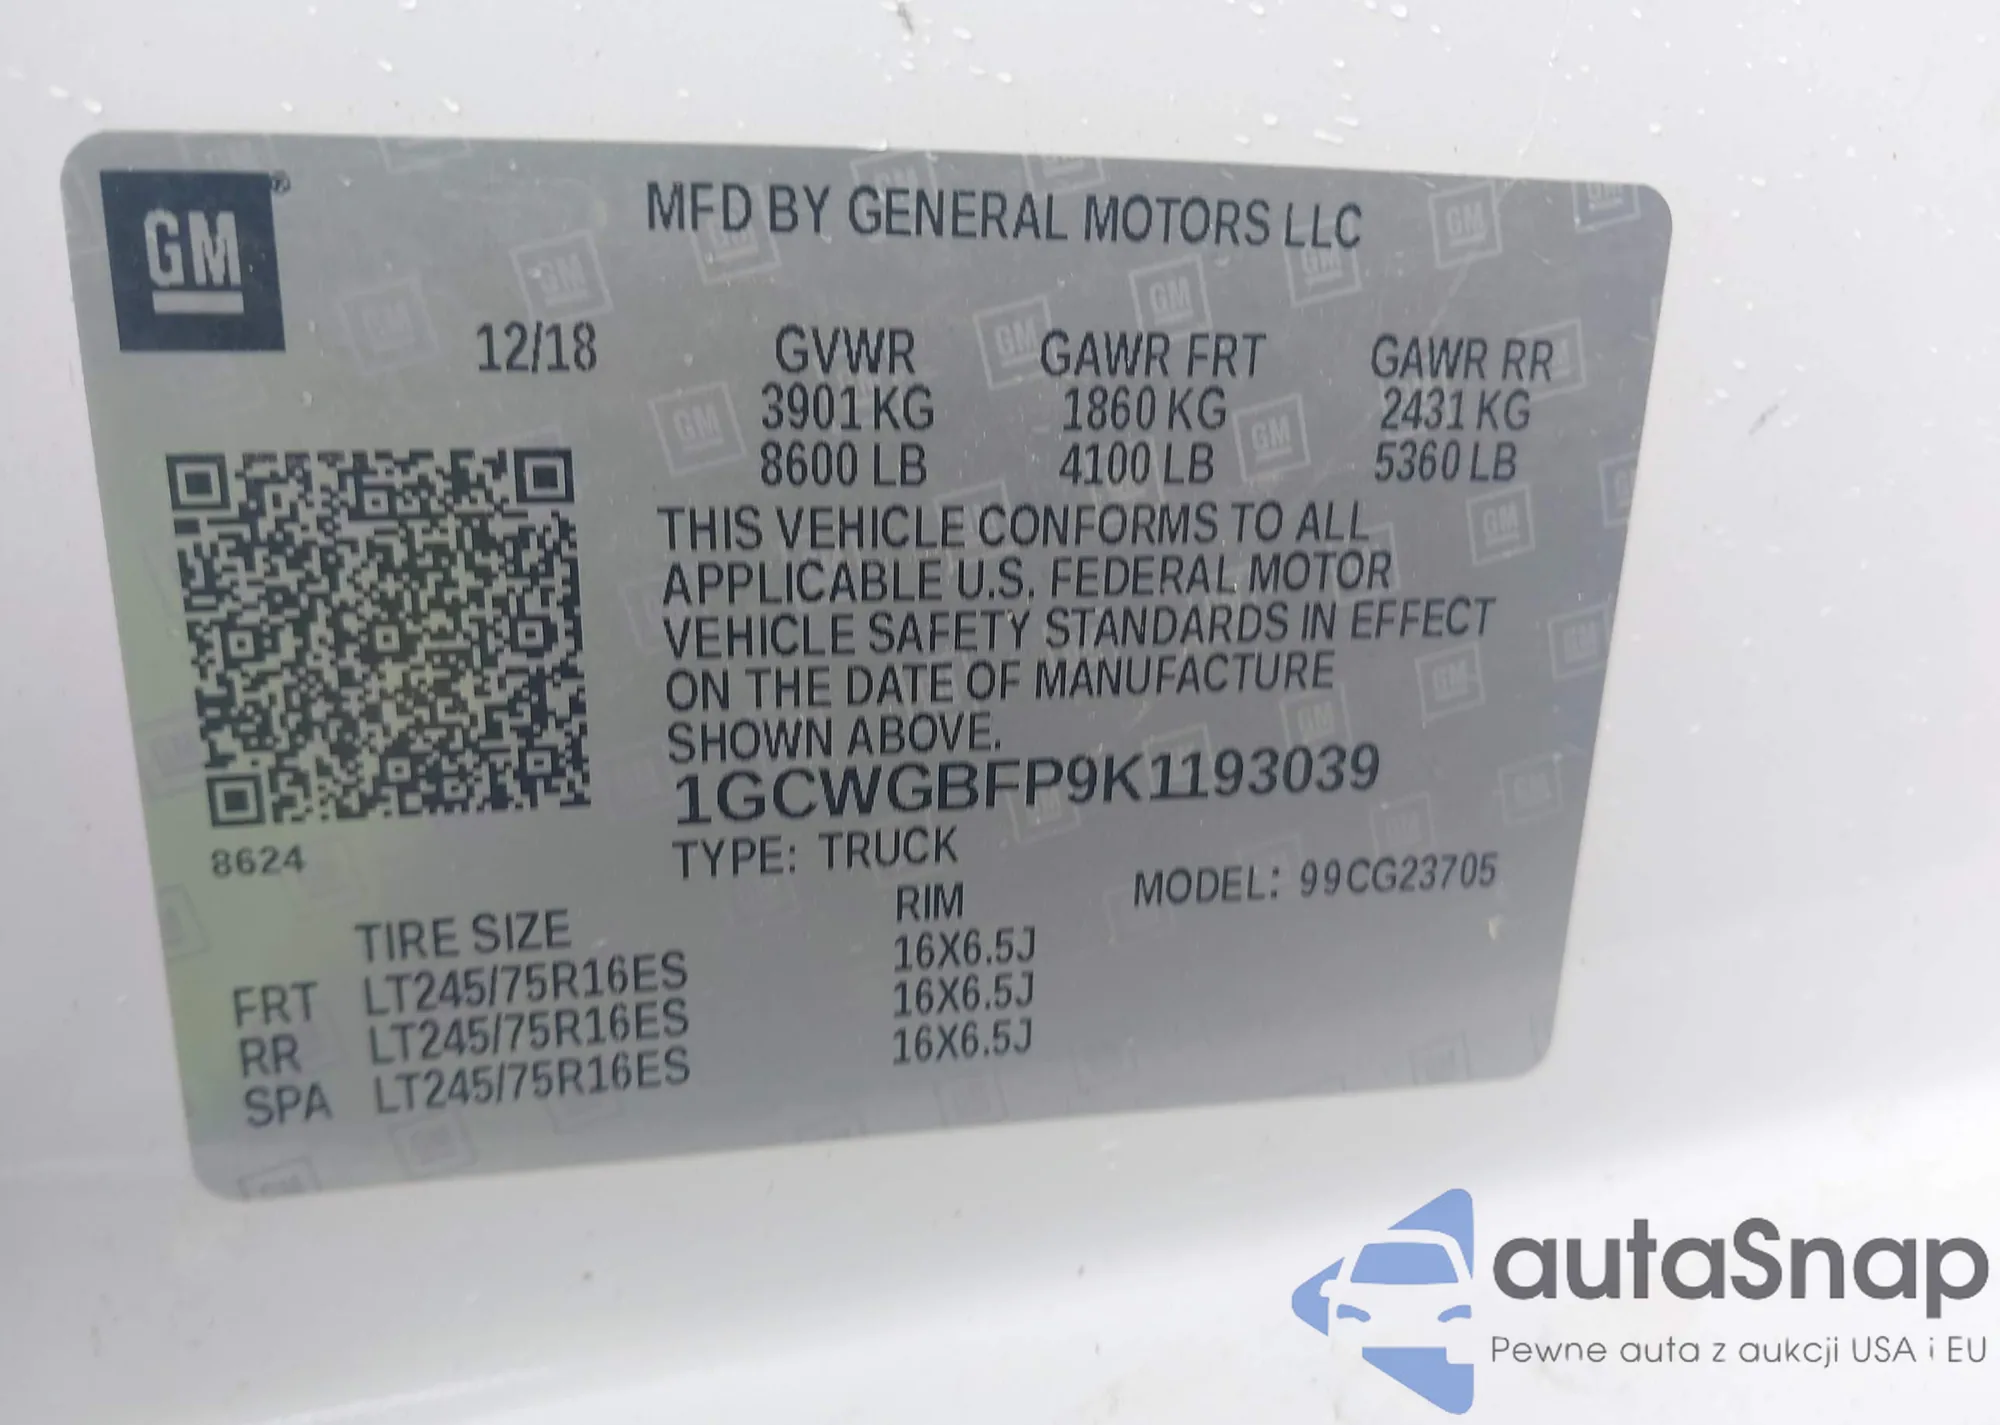 GM
MFD BY GENERAL MOTORS LLC
12/18 GVWR GAWR FRT GAWR RR
3901 KG 1860 KG 2431 KG
8600 LB 4100 LB 5360 LB
THIS VEHICLE CONFORMS TO ALL
APPLICABLE U.S. FEDERAL MOTOR
VEHICLE SAFETY STANDARDS IN EFFECT
ON THE DATE OF MANUFACTURE
SHOWN ABOVE.
1GCWGBFP9K1193039
8624
TYPE: TRUCK MODEL: 99CG23705
TIRE SIZE RIM
FRT LT245/75R16ES 16X6.5J
RR LT245/75R16ES 16X6.5J
SPA LT245/75R16ES 16X6.5J
autaSnap
Pewne auta z aukcji USA i EU